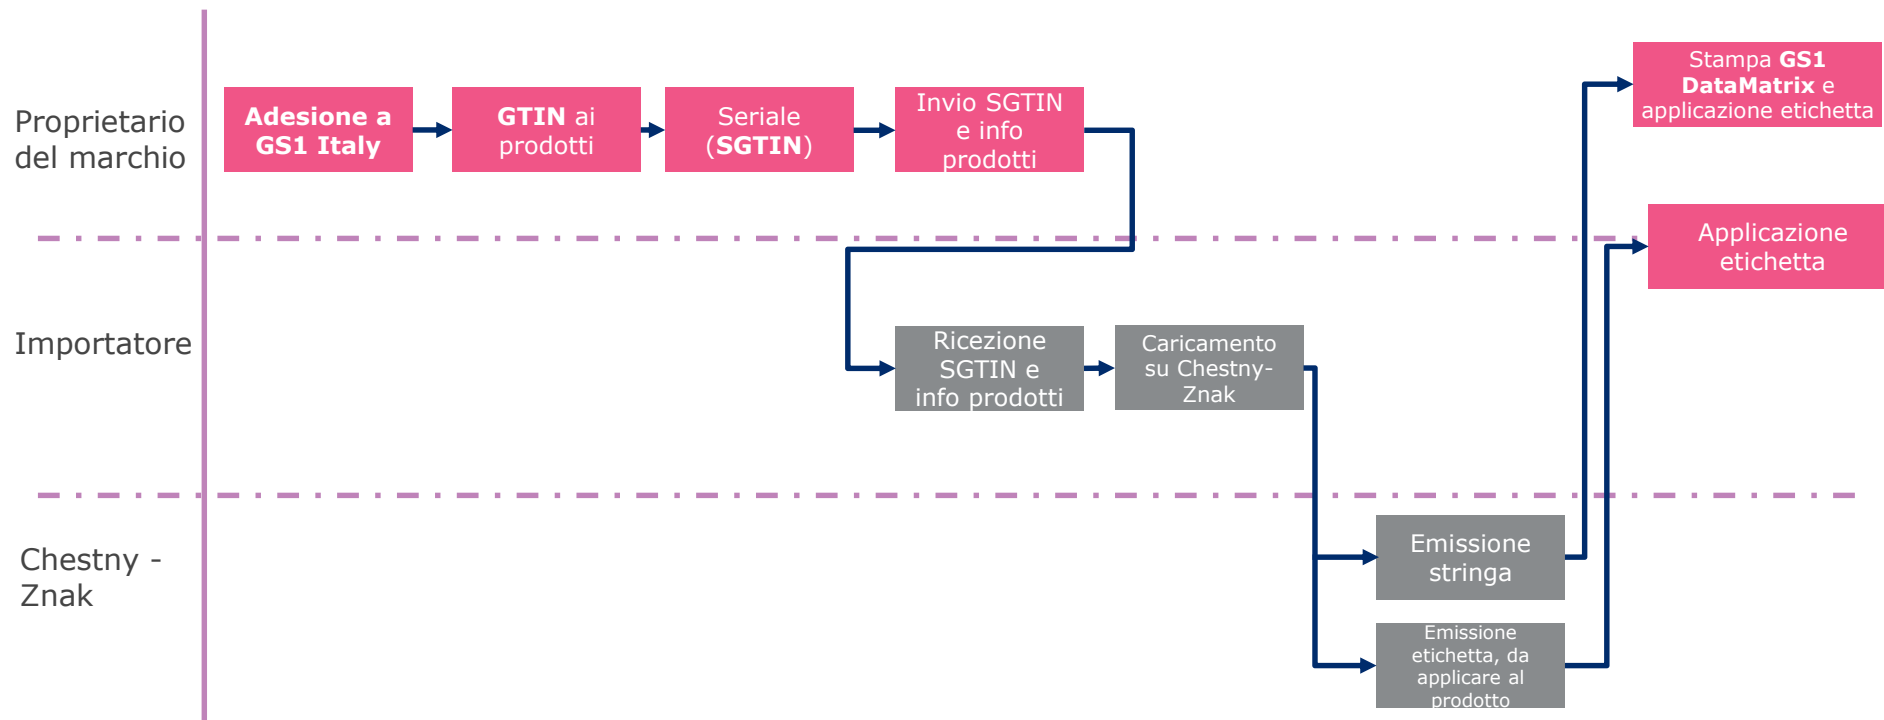 Proprietario
del marchio
Adesione a
GS1 Italy
GTIN ai
prodotti
Seriale
(SGTIN)
Invio SGTIN
e info
prodotti
Stampa GS1
DataMatrix e
applicazione etichetta
Applicazione
etichetta
Importatore
Ricezione
SGTIN e
info prodotti
Caricamento
su Chestny-
Znak
Chestny -
Znak
Emissione
stringa
Emissione
etichetta, da
applicare al
prodotto